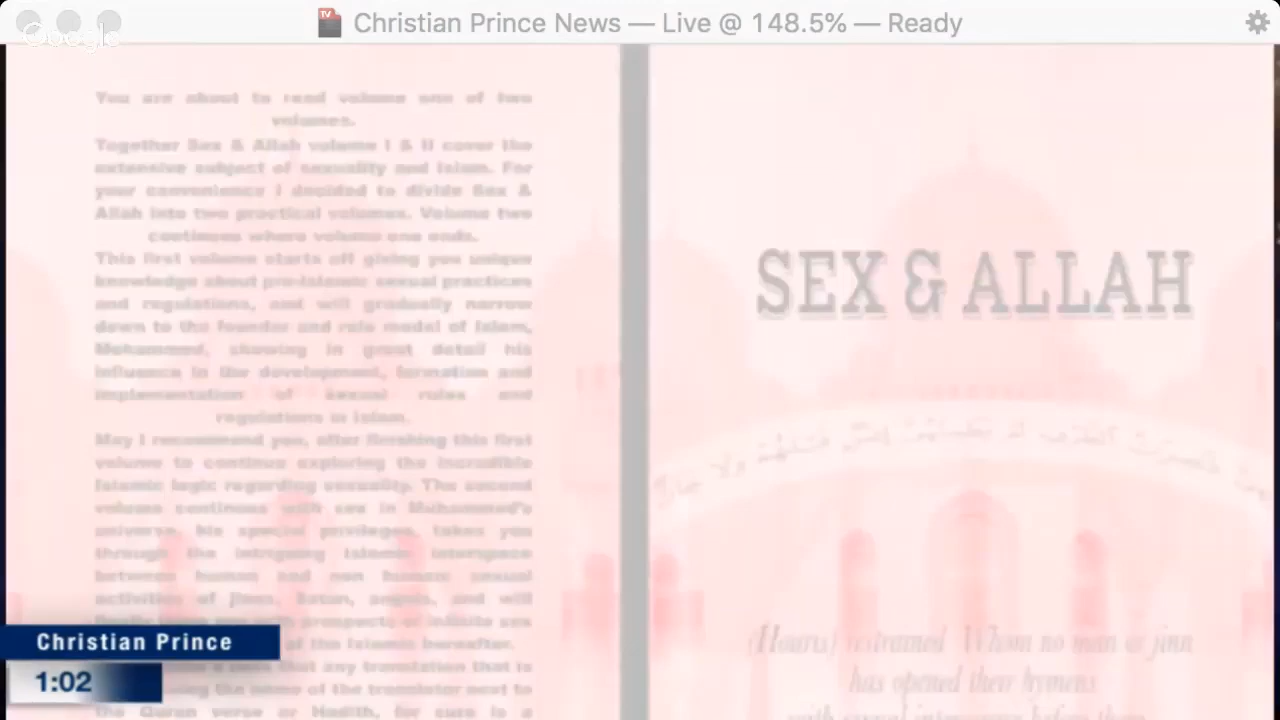 Google
Christian Prince News — Live @ 148.5% — Ready
You are about to read volume one of two
volumes.
Together Sex & Allah volume I & II cover the
extensive subject of sexuality and Islam. For
your convenience I decided to divide Sex &
Allah into two practical volumes. Volume two
continues where volume one ends.
This first volume starts off giving you unique
knowledge about pre-Islamic sexual practices
and regulations, and will gradually narrow
down to the founder and role model of Islam,
Mohammed, showing in great detail his
influence in the development, formation and
implementation of sexual rules and
regulations in Islam.
May I recommend you, after finishing this first
volume to continue exploring the incredible
Islamic logic regarding sexuality. The second
volume continues with sex in Muhammad's
universe, his special privileges, takes you
through the intriguing Islamic interspace
between human and non human sexual
activities of jinns, Satan, angels, and will
prospects of infinite sex
of the Islamic hereafter.
that any translation that is
the name of the translator next to
the Quran verse or Hadith, for sure is a
SEX & ALLAH
(Houris) restrained Whom no man or jinn
has opened their hymens
with sexual intercourse before them
Christian Prince
1:02